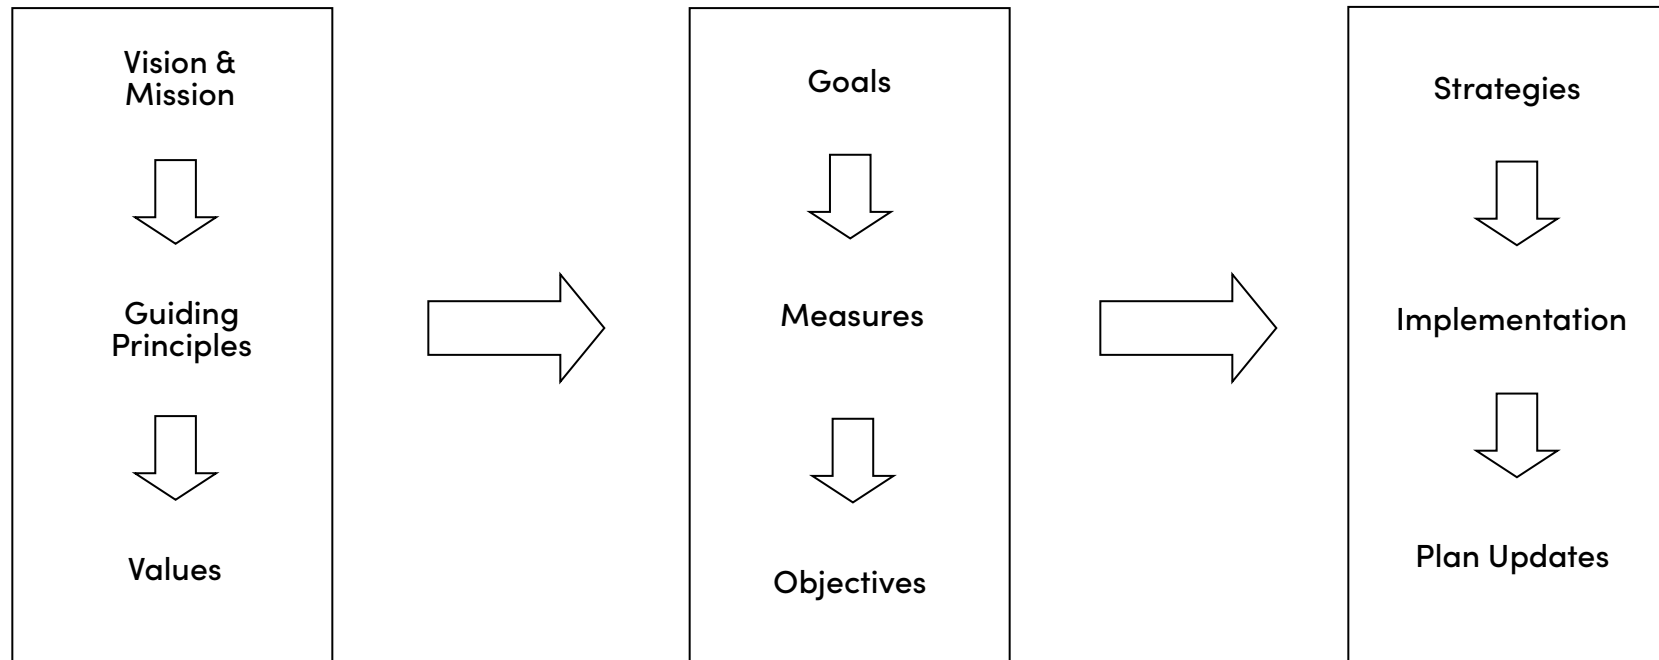 Vision &
Mission
Guiding
Principles
Values
Goals
Measures
Objectives
Strategies
Implementation
Plan Updates